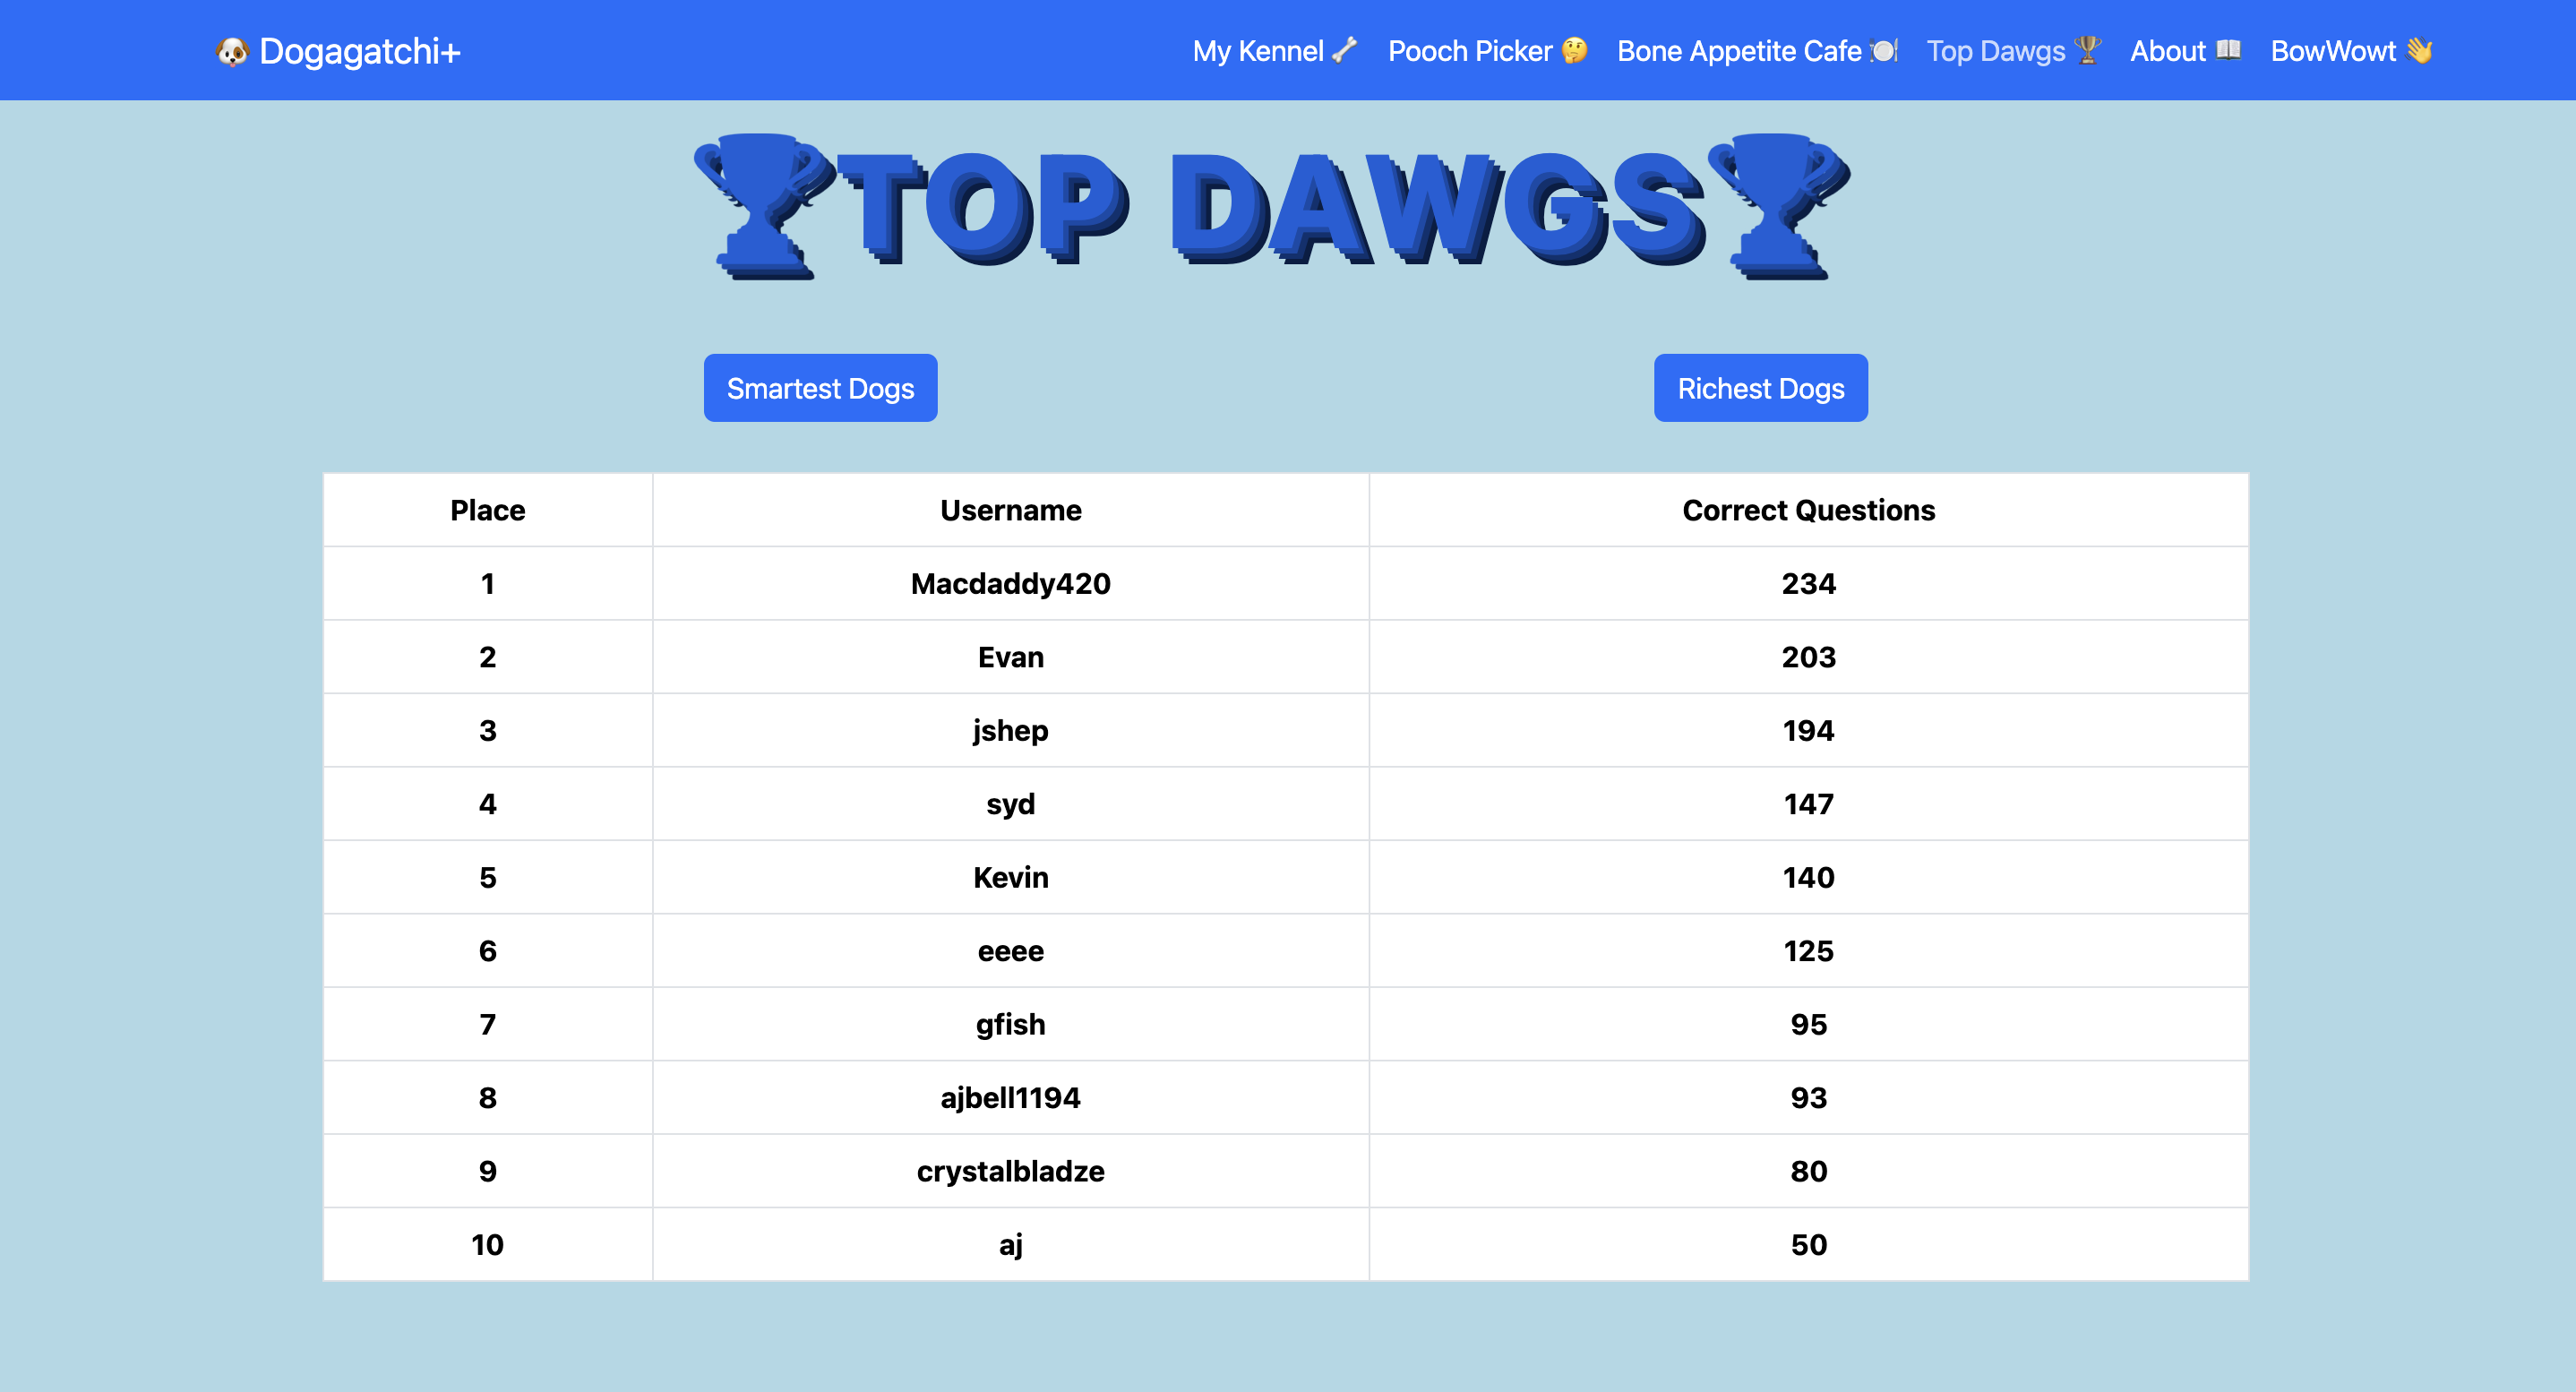 🐶 Dogagatchi+ My Kennel 🦴 Pooch Picker 🤔 Bone Appetite Cafe 🍽️ Top Dawgs 🏆 About 📖 BowWowt 👋
🏆TOP DAWGS🏆
Smartest Dogs Richest Dogs
Place Username Correct Questions
1 Macdaddy420 234
2 Evan 203
3 jshep 194
4 syd 147
5 Kevin 140
6 eeee 125
7 gfish 95
8 ajbell1194 93
9 crystalbladze 80
10 aj 50